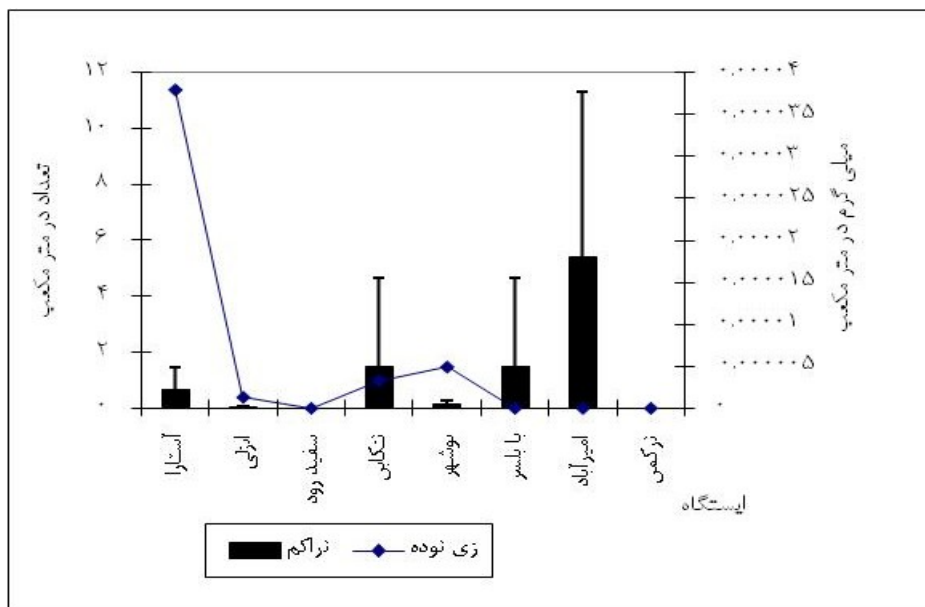 تعداد در متر مکعب
۱۲
۱۰
۸
۶
۴
۲
۰
میلی گرم در متر مکعب
۰.۰۰۰۰۴
۰.۰۰۰۰۳۵
۰.۰۰۰۰۳
۰.۰۰۰۰۲۵
۰.۰۰۰۰۲
۰.۰۰۰۰۱۵
۰.۰۰۰۰۱
۰.۰۰۰۰۰۵
۰
آستارا
انزلی
سفید رود
تنکابن
نوشهر
بابلسر
امیرآباد
ترکمن
ایستگاه
تراکم
زی توده